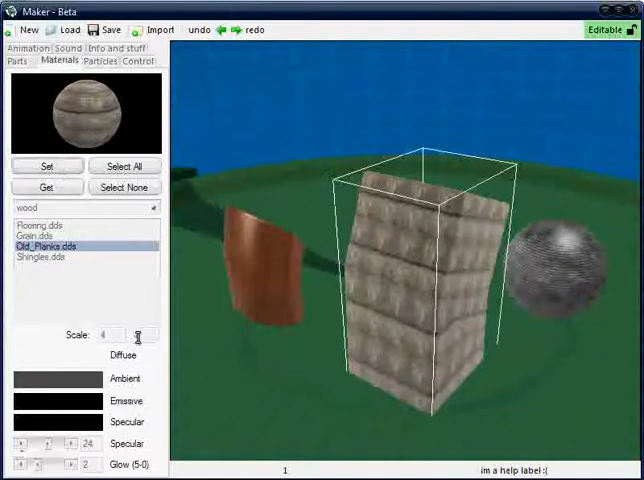 Maker - Beta
New Load Save Import undo redo Editable
Animation Sound Info and stuff
Parts Materials Particles Control
Set Select All
Get Select None
wood
Flooring.dds
Grain.dds
Old_Planks.dds
Shingles.dds
Scale: 4
Diffuse
Ambient
Emissive
Specular
24 Specular
2 Glow (5-0)
1 im a help label :(